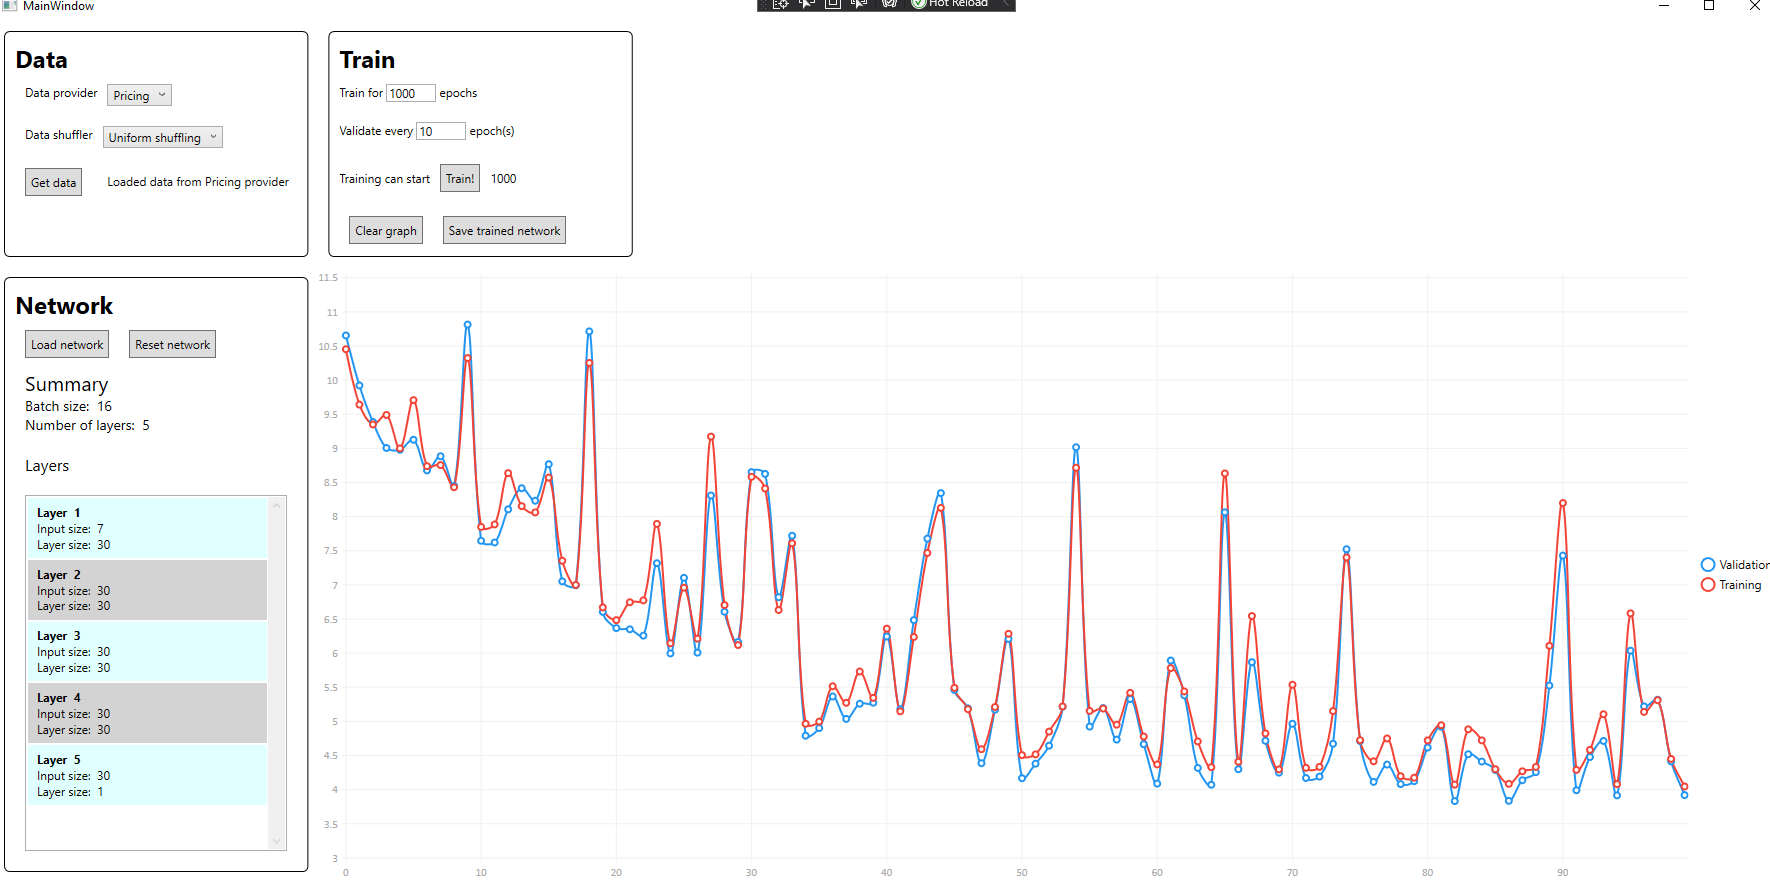 MainWindow
Hot Reload
Data
Data provider Pricing
Data shuffler Uniform shuffling
Get data Loaded data from Pricing provider
Train
Train for 1000 epochs
Validate every 10 epoch(s)
Training can start Train! 1000
Clear graph Save trained network
Network
Load network Reset network
Summary
Batch size: 16
Number of layers: 5
Layers
Layer 1
Input size: 7
Layer size: 30
Layer 2
Input size: 30
Layer size: 30
Layer 3
Input size: 30
Layer size: 30
Layer 4
Input size: 30
Layer size: 30
Layer 5
Input size: 30
Layer size: 1
11.5
11
10.5
10
9.5
9
8.5
8
7.5
7
6.5
6
5.5
5
4.5
4
3.5
3
0 10 20 30 40 50 60 70 80 90
Validation
Training